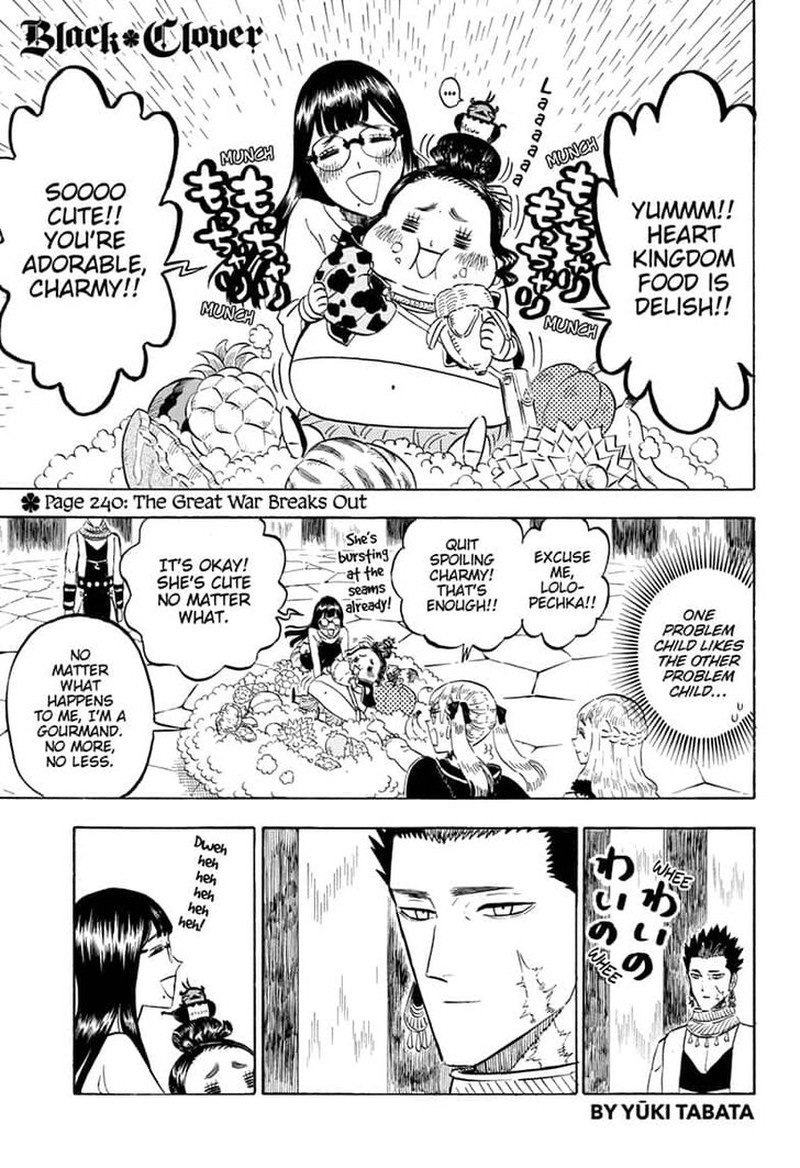 Black Clover
Laaaaa
a
a
...
YUMMM!!
HEART
KINGDOM
FOOD IS
DELISH!!
MUNCH
もっちゃり
もっちゃり
MUNCH
MUNCH
もっちゃり
もっちゃり
MUNCH
SOOOO
CUTE!!
YOU'RE
ADORABLE,
CHARMY!!
Page 240: The Great War Breaks Out
ONE
PROBLEM
CHILD LIKES
THE OTHER
PROBLEM
CHILD...
EXCUSE
ME,
LOLO-
PECHKA!!
QUIT
SPOILING
CHARMY!
THAT'S
ENOUGH!!
She's
bursting
at the
seams
already!
IT'S OKAY!
SHE'S CUTE
NO MATTER
WHAT.
NO
MATTER
WHAT
HAPPENS
TO ME, I'M A
GOURMAND.
NO MORE,
NO LESS.
WHEE
わいの
わいの
WHEE
Dweh
heh
heh
heh
heh
heh!
BY YŪKI TABATA